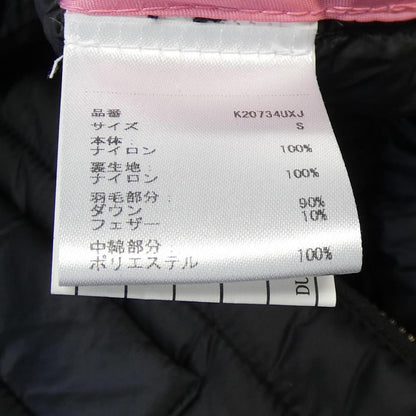 品番 K20734UXJ
サイズ S
本体:
ナイロン 100%
裏生地:
ナイロン 100%
羽毛部分:
ダウン 90%
フェザー 10%
中綿部分:
ポリエステル 100%
DU